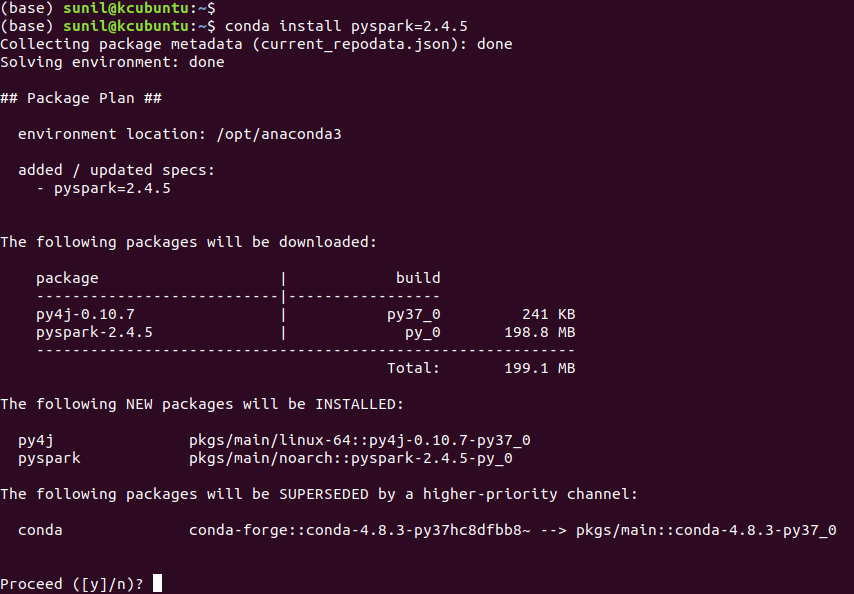 (base) sunil@kcubuntu:~$
(base) sunil@kcubuntu:~$ conda install pyspark=2.4.5
Collecting package metadata (current_repodata.json): done
Solving environment: done
## Package Plan ##
environment location: /opt/anaconda3
added / updated specs:
- pyspark=2.4.5
The following packages will be downloaded:
package | build
---------------------------|-----------------
py4j-0.10.7 | py37_0 241 KB
pyspark-2.4.5 | py_0 198.8 MB
------------------------------------------------------------
Total: 199.1 MB
The following NEW packages will be INSTALLED:
py4j pkgs/main/linux-64::py4j-0.10.7-py37_0
pyspark pkgs/main/noarch::pyspark-2.4.5-py_0
The following packages will be SUPERSEDED by a higher-priority channel:
conda conda-forge::conda-4.8.3-py37hc8dfbb8~ --> pkgs/main::conda-4.8.3-py37_0
Proceed ([y]/n)?